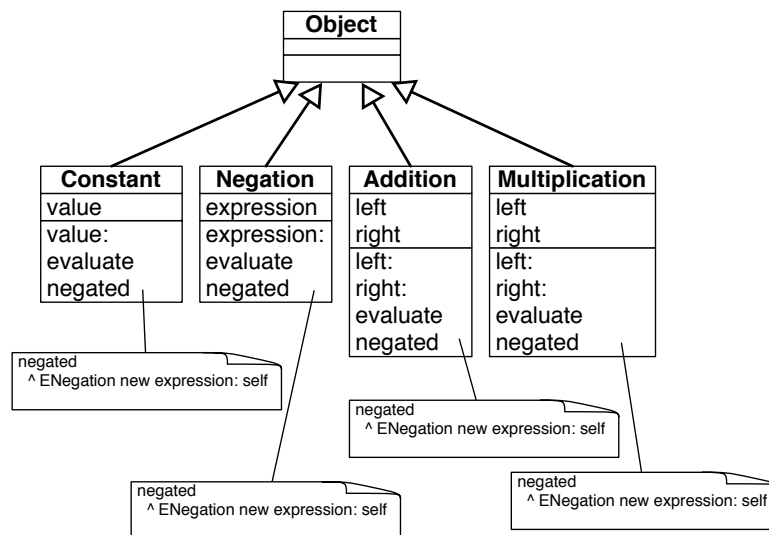 Object
Constant
value
value:
evaluate
negated
Negation
expression
expression:
evaluate
negated
Addition
left
right
left:
right:
evaluate
negated
Multiplication
left
right
left:
right:
evaluate
negated
negated
^ ENegation new expression: self
negated
^ ENegation new expression: self
negated
^ ENegation new expression: self
negated
^ ENegation new expression: self